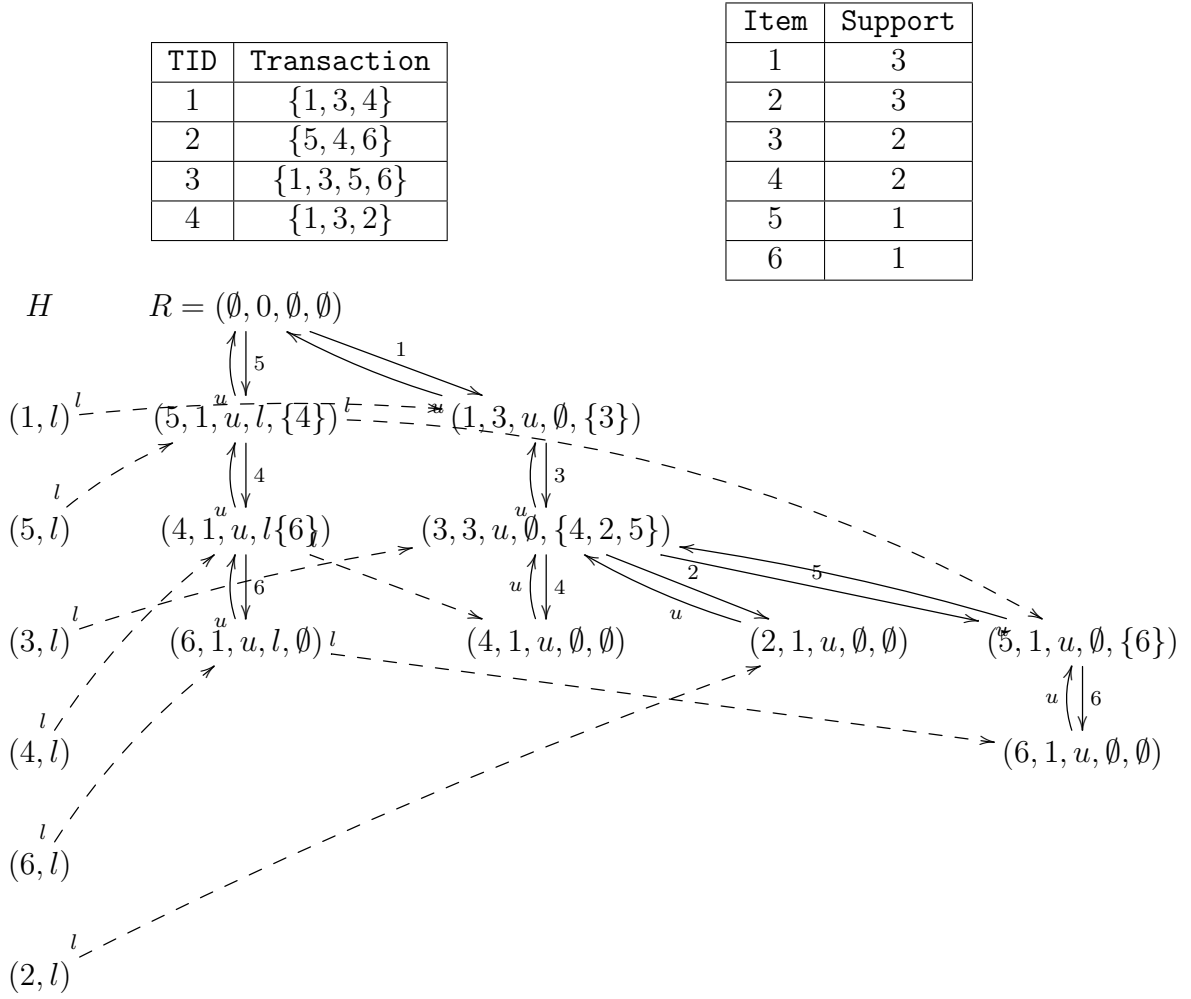 TID Transaction
1 {1, 3, 4}
2 {5, 4, 6}
3 {1, 3, 5, 6}
4 {1, 3, 2}
Item Support
1 3
2 3
3 2
4 2
5 1
6 1
H R = (∅, 0, ∅, ∅)
5 1
(1, l) l (5, 1, u, l, {4}) u l (1, 3, u, ∅, {3}) u
4 3
(5, l) l (4, 1, u, l{6}) u l (3, 3, u, ∅, {4, 2, 5}) u
6 u 4 u 2 5
(3, l) l (6, 1, u, l, ∅) u l (4, 1, u, ∅, ∅) (2, 1, u, ∅, ∅) (5, 1, u, ∅, {6}) u
u 6
(4, l) l (6, 1, u, ∅, ∅)
(6, l) l
(2, l) l